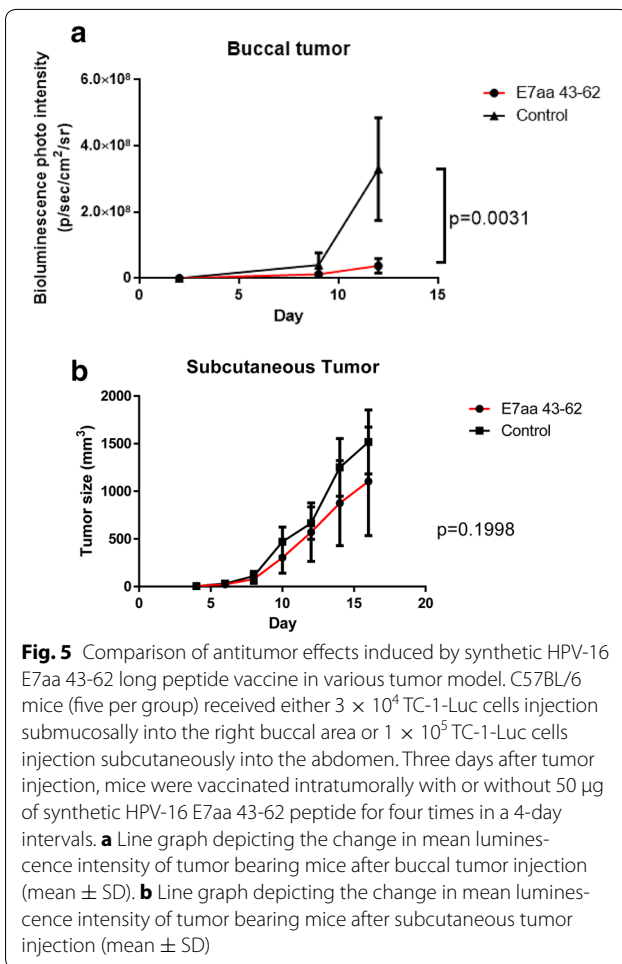 a
Buccal tumor
Bioluminescence photo intensity
(p/sec/cm²/sr)
6.0×10⁸
4.0×10⁸
2.0×10⁸
0
0
5
10
15
Day
E7aa 43-62
Control
p=0.0031
b
Subcutaneous Tumor
Tumor size (mm³)
2000
1500
1000
500
0
0
5
10
15
20
Day
E7aa 43-62
Control
p=0.1998
Fig. 5 Comparison of antitumor effects induced by synthetic HPV-16
E7aa 43-62 long peptide vaccine in various tumor model. C57BL/6
mice (five per group) received either 3 × 10⁴ TC-1-Luc cells injection
submucosally into the right buccal area or 1 × 10⁵ TC-1-Luc cells
injection subcutaneously into the abdomen. Three days after tumor
injection, mice were vaccinated intratumorally with or without 50 μg
of synthetic HPV-16 E7aa 43-62 peptide for four times in a 4-day
intervals. a Line graph depicting the change in mean lumines-
cence intensity of tumor bearing mice after buccal tumor injection
(mean ± SD). b Line graph depicting the change in mean lumines-
cence intensity of tumor bearing mice after subcutaneous tumor
injection (mean ± SD)